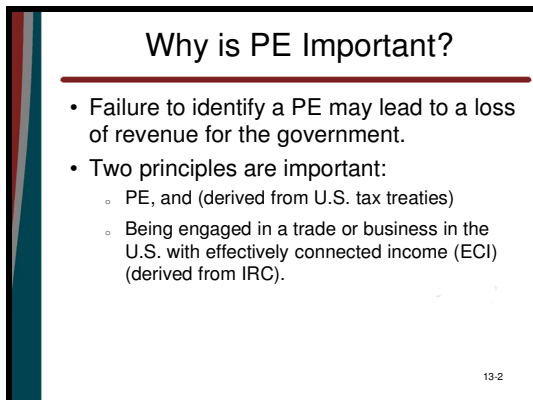 Why is PE Important?
• Failure to identify a PE may lead to a loss
of revenue for the government.
• Two principles are important:
◦ PE, and (derived from U.S. tax treaties)
◦ Being engaged in a trade or business in the
U.S. with effectively connected income (ECI)
(derived from IRC).
13-2